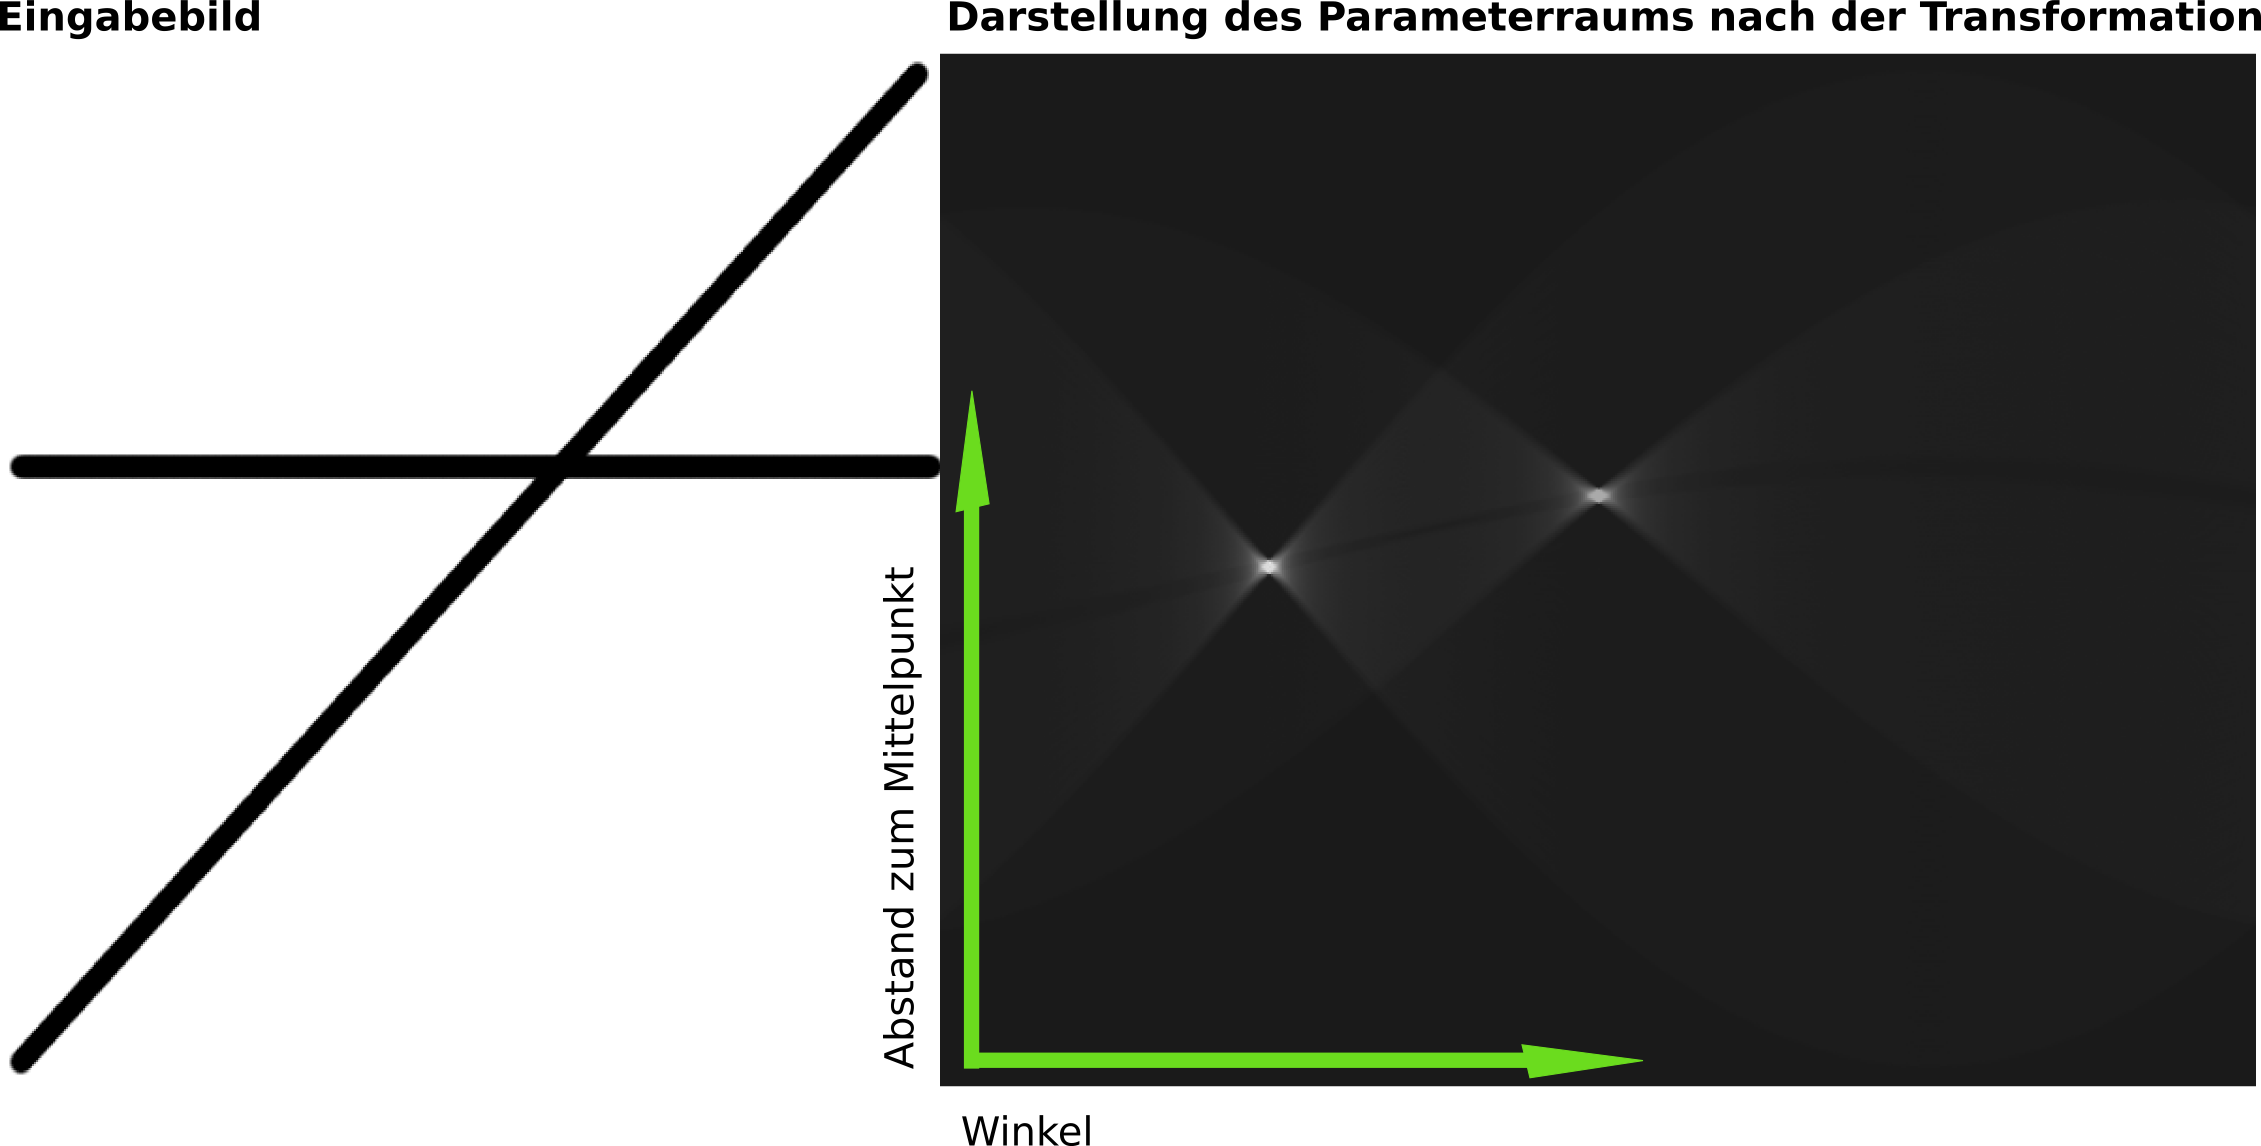 Eingabebild
Darstellung des Parameterraums nach der Transformation
Abstand zum Mittelpunkt
Winkel